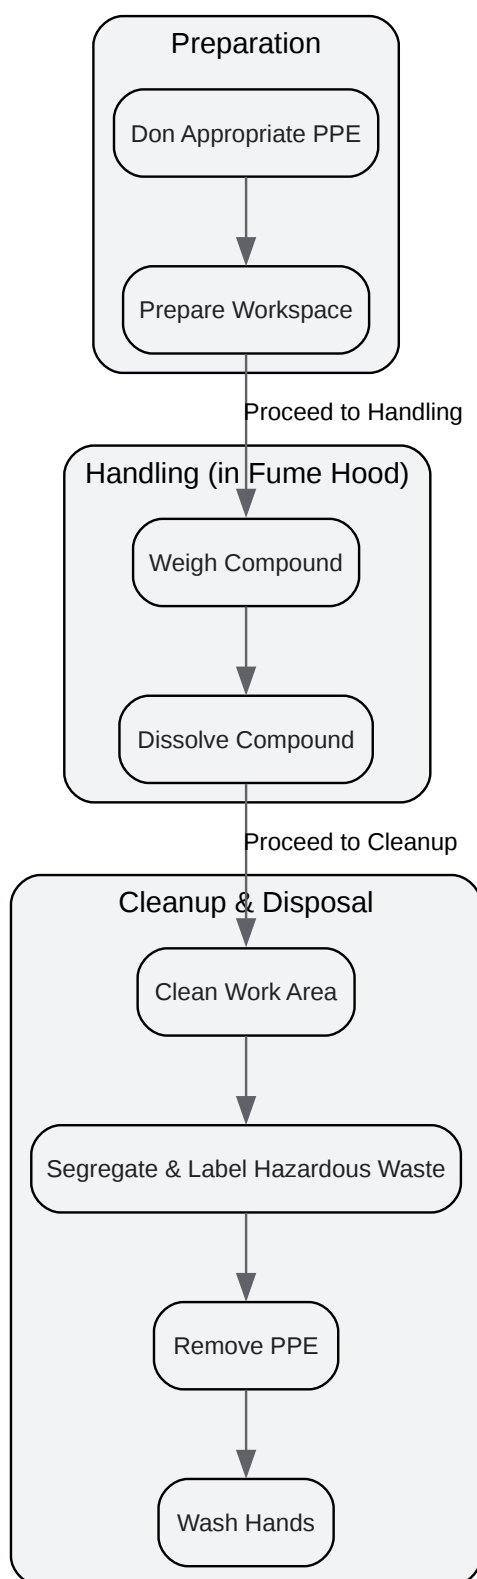 Preparation
Don Appropriate PPE
Prepare Workspace
Proceed to Handling
Handling (in Fume Hood)
Weigh Compound
Dissolve Compound
Proceed to Cleanup
Cleanup & Disposal
Clean Work Area
Segregate & Label Hazardous Waste
Remove PPE
Wash Hands